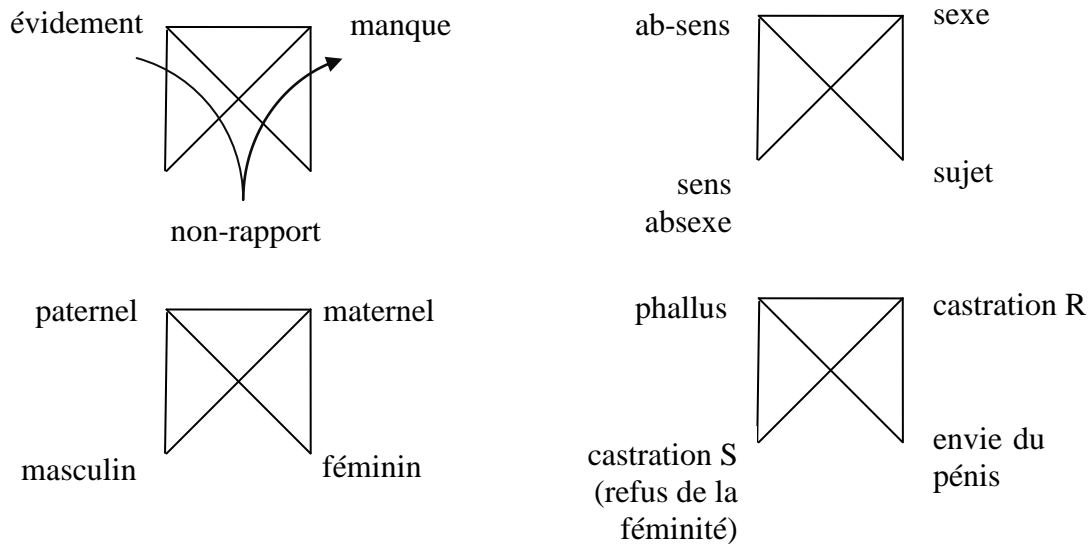 évidement
manque
non-rapport
ab-sens
sexe
sens
absexe
sujet
paternel
maternel
masculin
féminin
phallus
castration R
castration S
(refus de la
féminité)
envie du
pénis